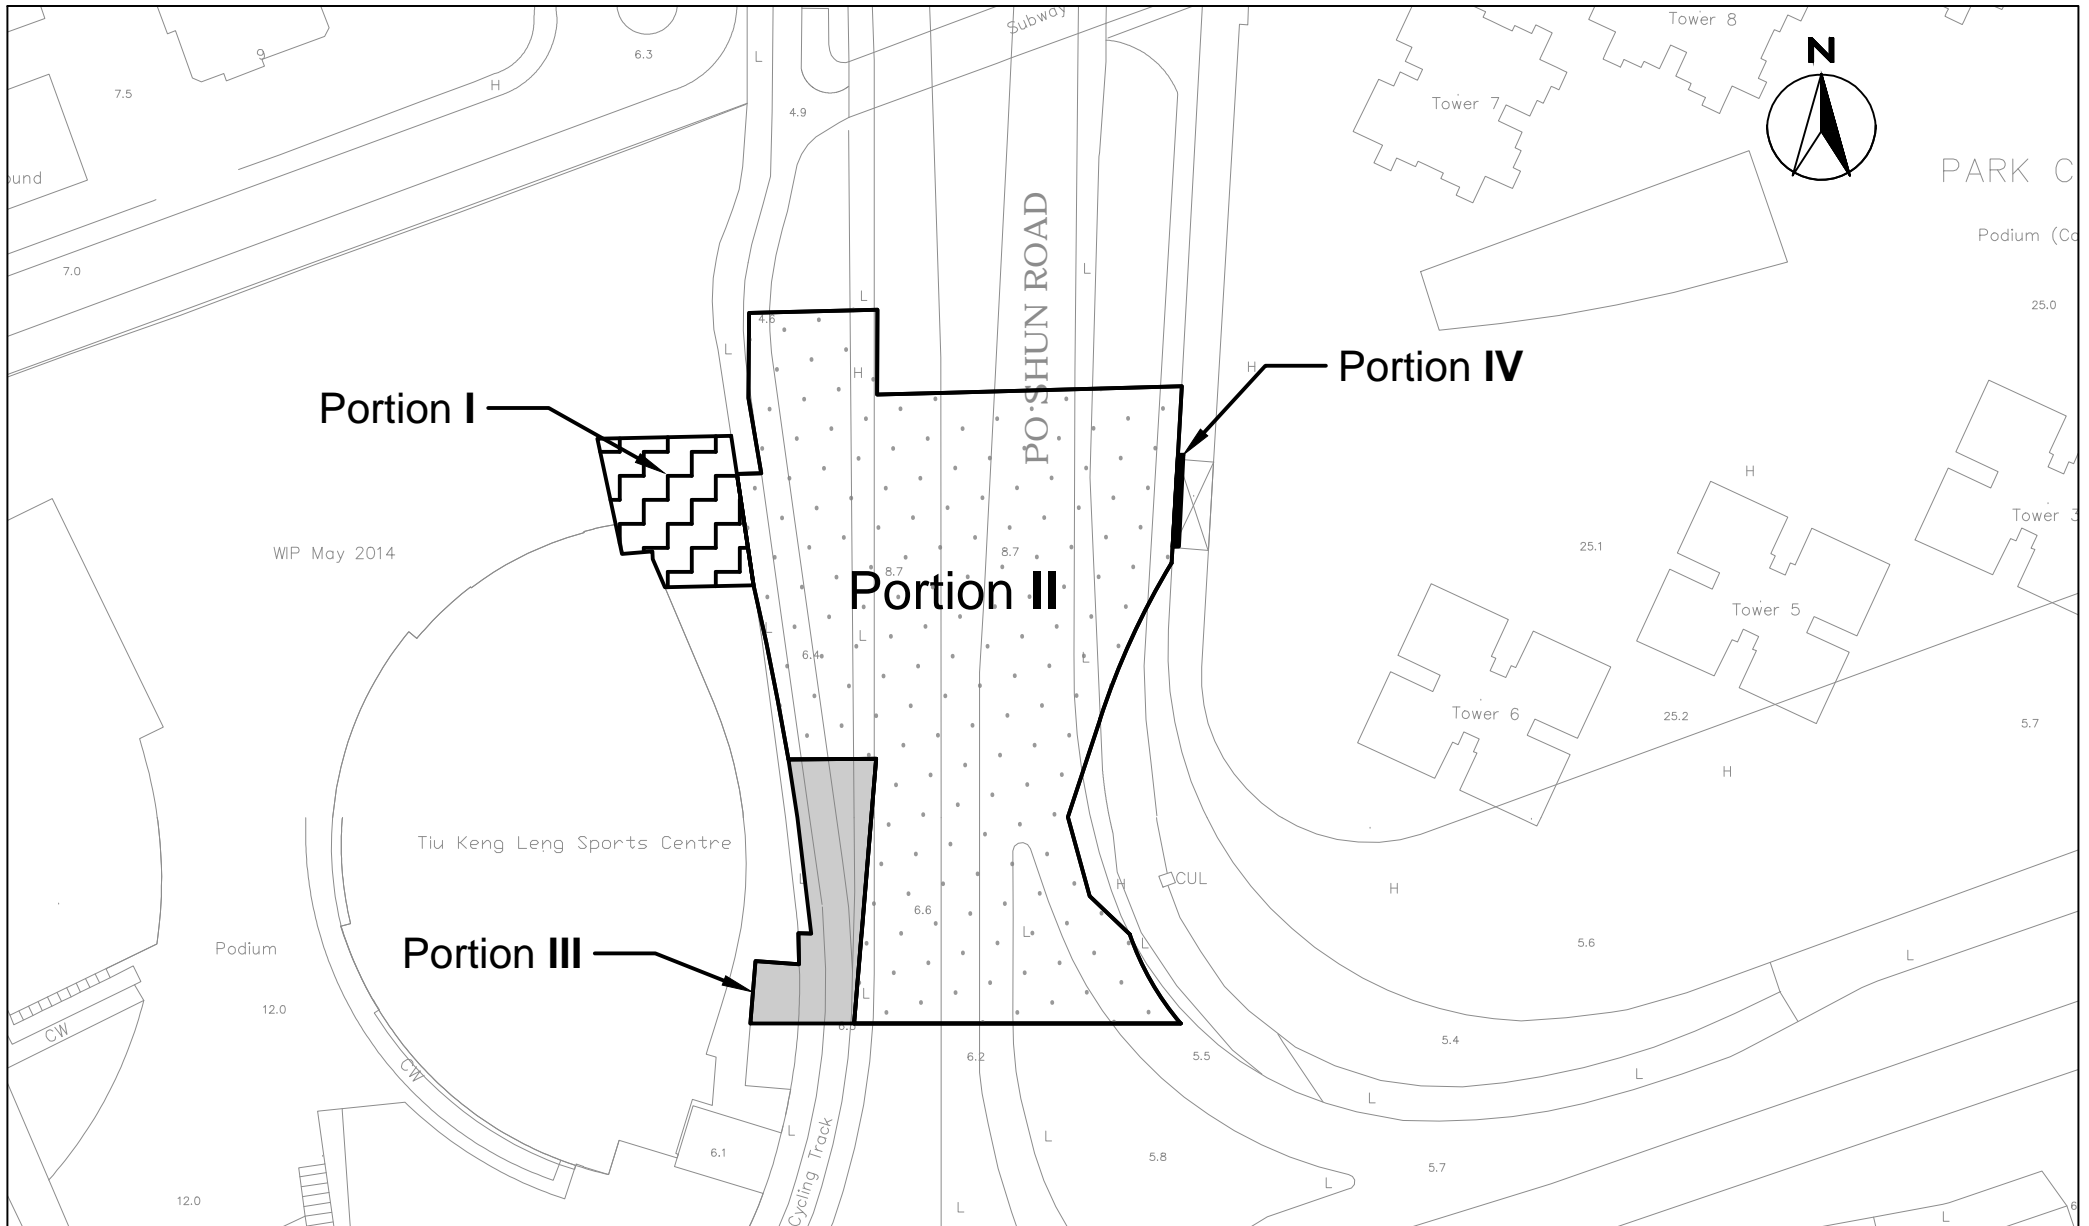 Subway
Tower 8
9
6.3
L
N
H
7.5
Tower 7
4.9
PARK C
PO SHUN ROAD
Podium (Co
7.0
L
L
25.0
4.6
L
H
H
Portion IV
Portion I
H
Tower 3
WIP May 2014
8.7
25.1
8.7
Portion II
Tower 5
L
L
6.4
L
Tower 6
25.2
5.7
H
Tiu Keng Leng Sports Centre
L
H
CUL
H
6.6
L
L
5.6
Podium
Portion III
L
L
12.0
6.3
CW
6.2
5.5
5.4
CW
L
L
Cycling Track
L
L
6.1
5.8
5.7
L
12.0
L
L
6